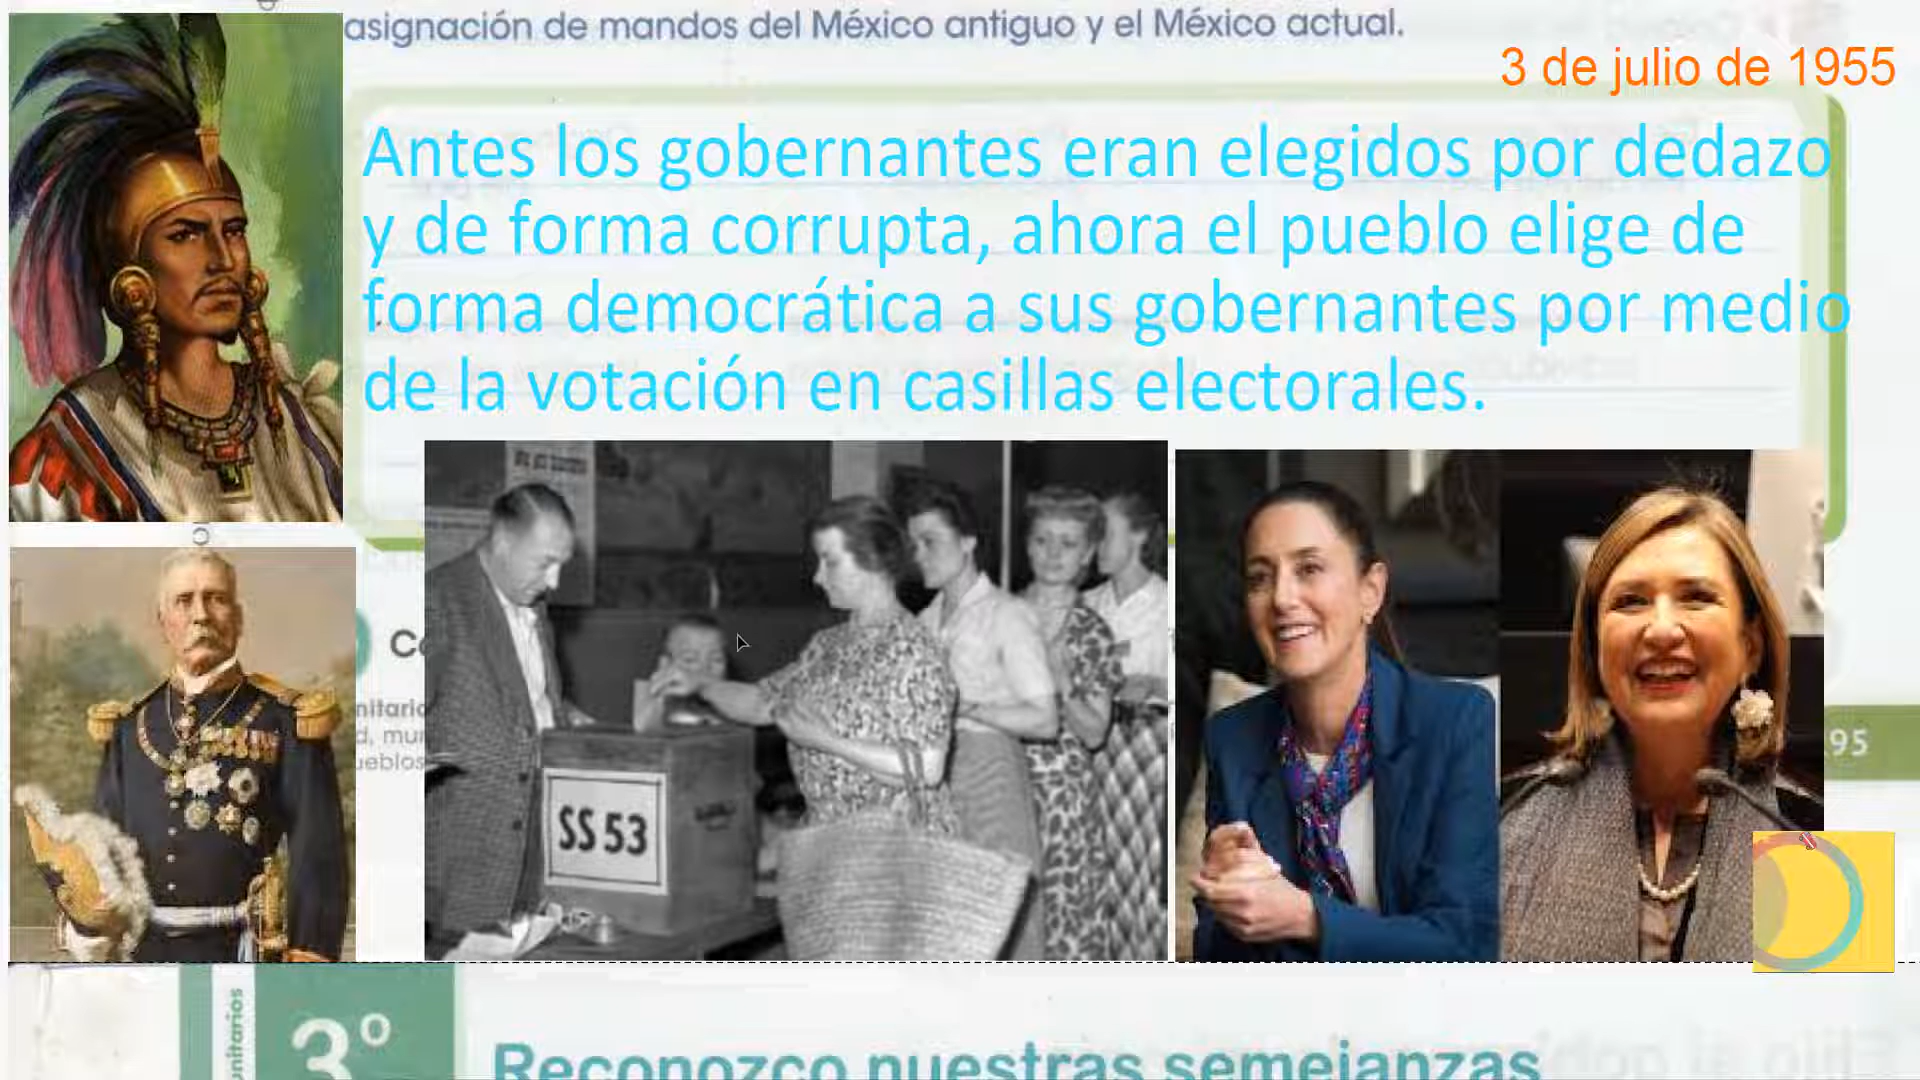 asignación de mandos del México antiguo y el México actual.
3 de julio de 1955
Antes los gobernantes eran elegidos por dedazo
y de forma corrupta, ahora el pueblo elige de
forma democrática a sus gobernantes por medio
de la votación en casillas electorales.
SS 53
95
3°
Reconozco nuestras semejanzas